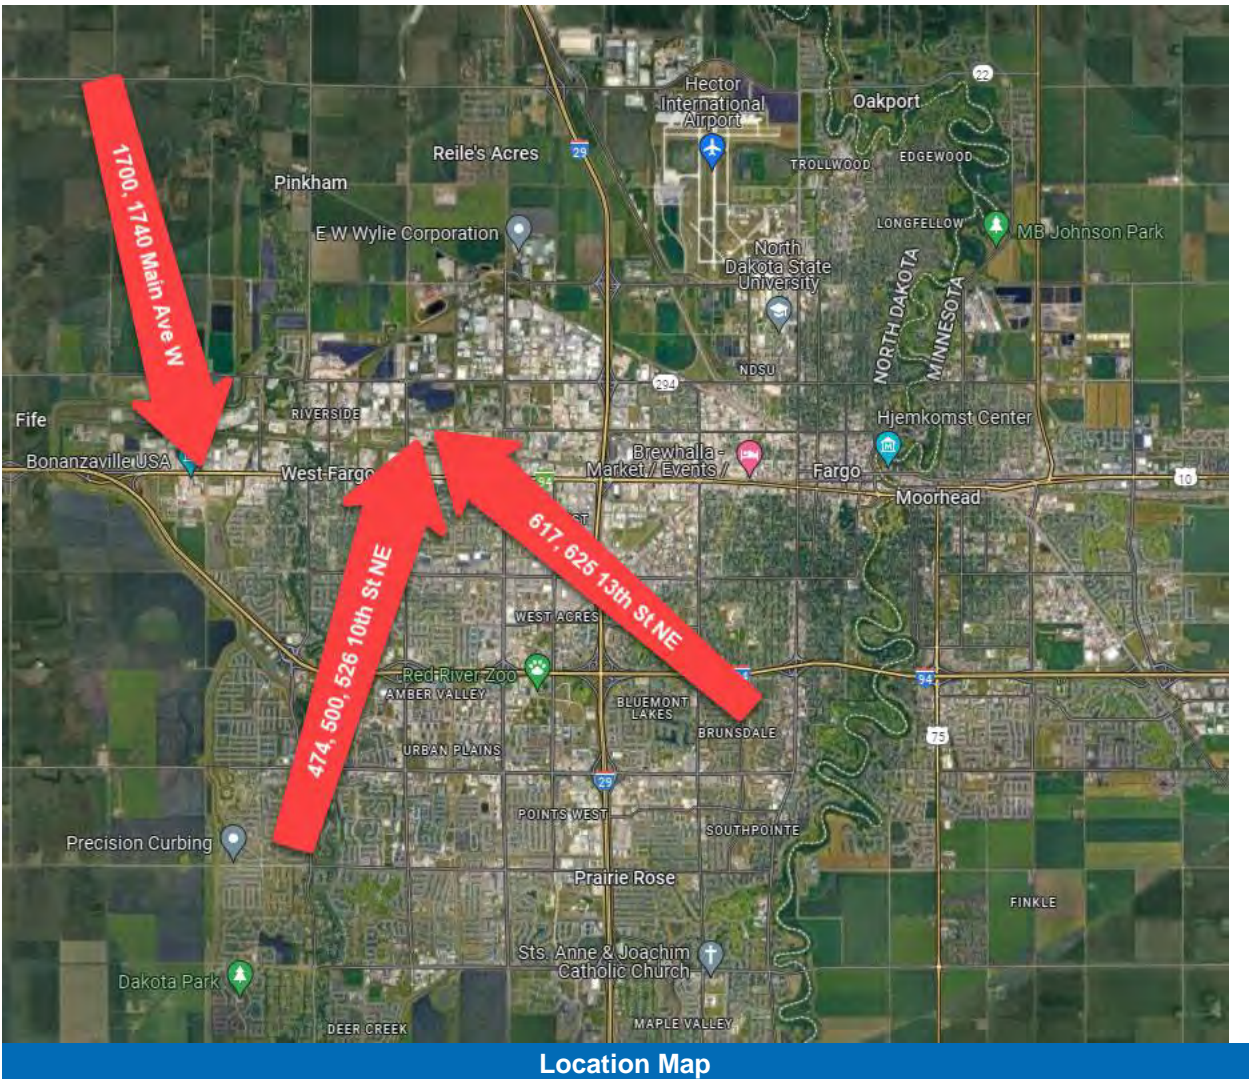 22
Hector
International
Airport
Oakport
29
Reile's Acres
TROLLWOOD
EDGEWOOD
Pinkham
LONGFELLOW
MB Johnson Park
E W Wylie Corporation
North
Dakota State
University
1700, 1740 Main Ave W
NORTH DAKOTA
MINNESOTA
NDSU
294
RIVERSIDE
Fife
Hjemkomst Center
Bonanzaville USA
West Fargo
Brewhalla -
Market / Events /
Fargo
94
10
Moorhead
ST
617, 625 13th St NE
474, 500, 526 10th St NE
WEST ACRES
Red River Zoo
4
94
AMBER VALLEY
BLUEMONT
LAKES
BRUNSDALE
75
URBAN PLAINS
29
POINTS WEST
SOUTHPOINTE
Precision Curbing
Prairie Rose
FINKLE
Sts. Anne & Joachim
Catholic Church
Dakota Park
DEER CREEK
MAPLE VALLEY
Location Map